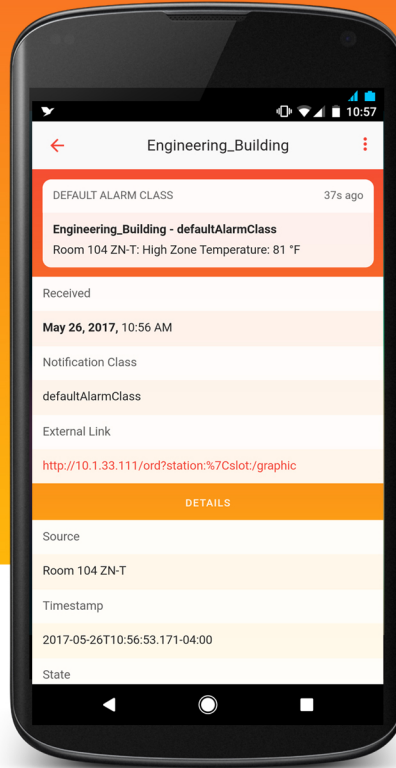 10:57
Engineering_Building
DEFAULT ALARM CLASS 37s ago
Engineering_Building - defaultAlarmClass
Room 104 ZN-T: High Zone Temperature: 81 °F
Received
May 26, 2017, 10:56 AM
Notification Class
defaultAlarmClass
External Link
http://10.1.33.111/ord?station:%7Cslot:/graphic
DETAILS
Source
Room 104 ZN-T
Timestamp
2017-05-26T10:56:53.171-04:00
State